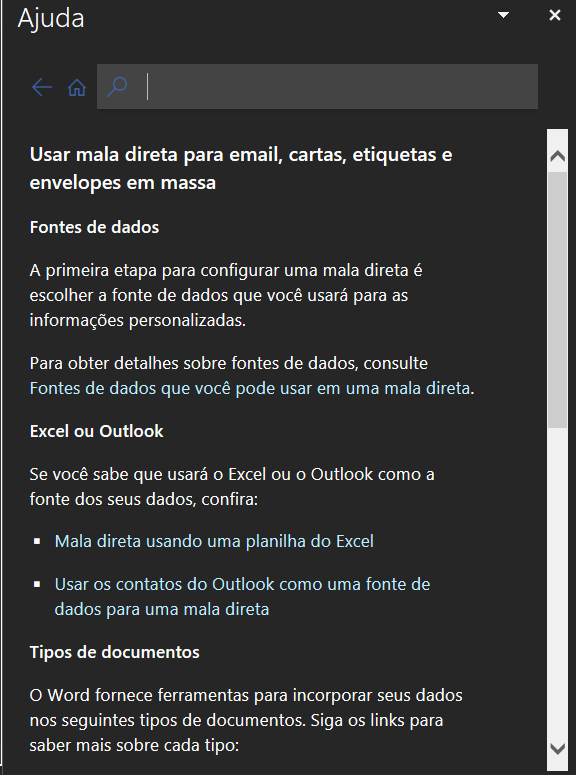 Ajuda
Usar mala direta para email, cartas, etiquetas e
envelopes em massa
Fontes de dados
A primeira etapa para configurar uma mala direta é
escolher a fonte de dados que você usará para as
informações personalizadas.
Para obter detalhes sobre fontes de dados, consulte
Fontes de dados que você pode usar em uma mala direta.
Excel ou Outlook
Se você sabe que usará o Excel ou o Outlook como a
fonte dos seus dados, confira:
▪ Mala direta usando uma planilha do Excel
▪ Usar os contatos do Outlook como uma fonte de
dados para uma mala direta
Tipos de documentos
O Word fornece ferramentas para incorporar seus dados
nos seguintes tipos de documentos. Siga os links para
saber mais sobre cada tipo: